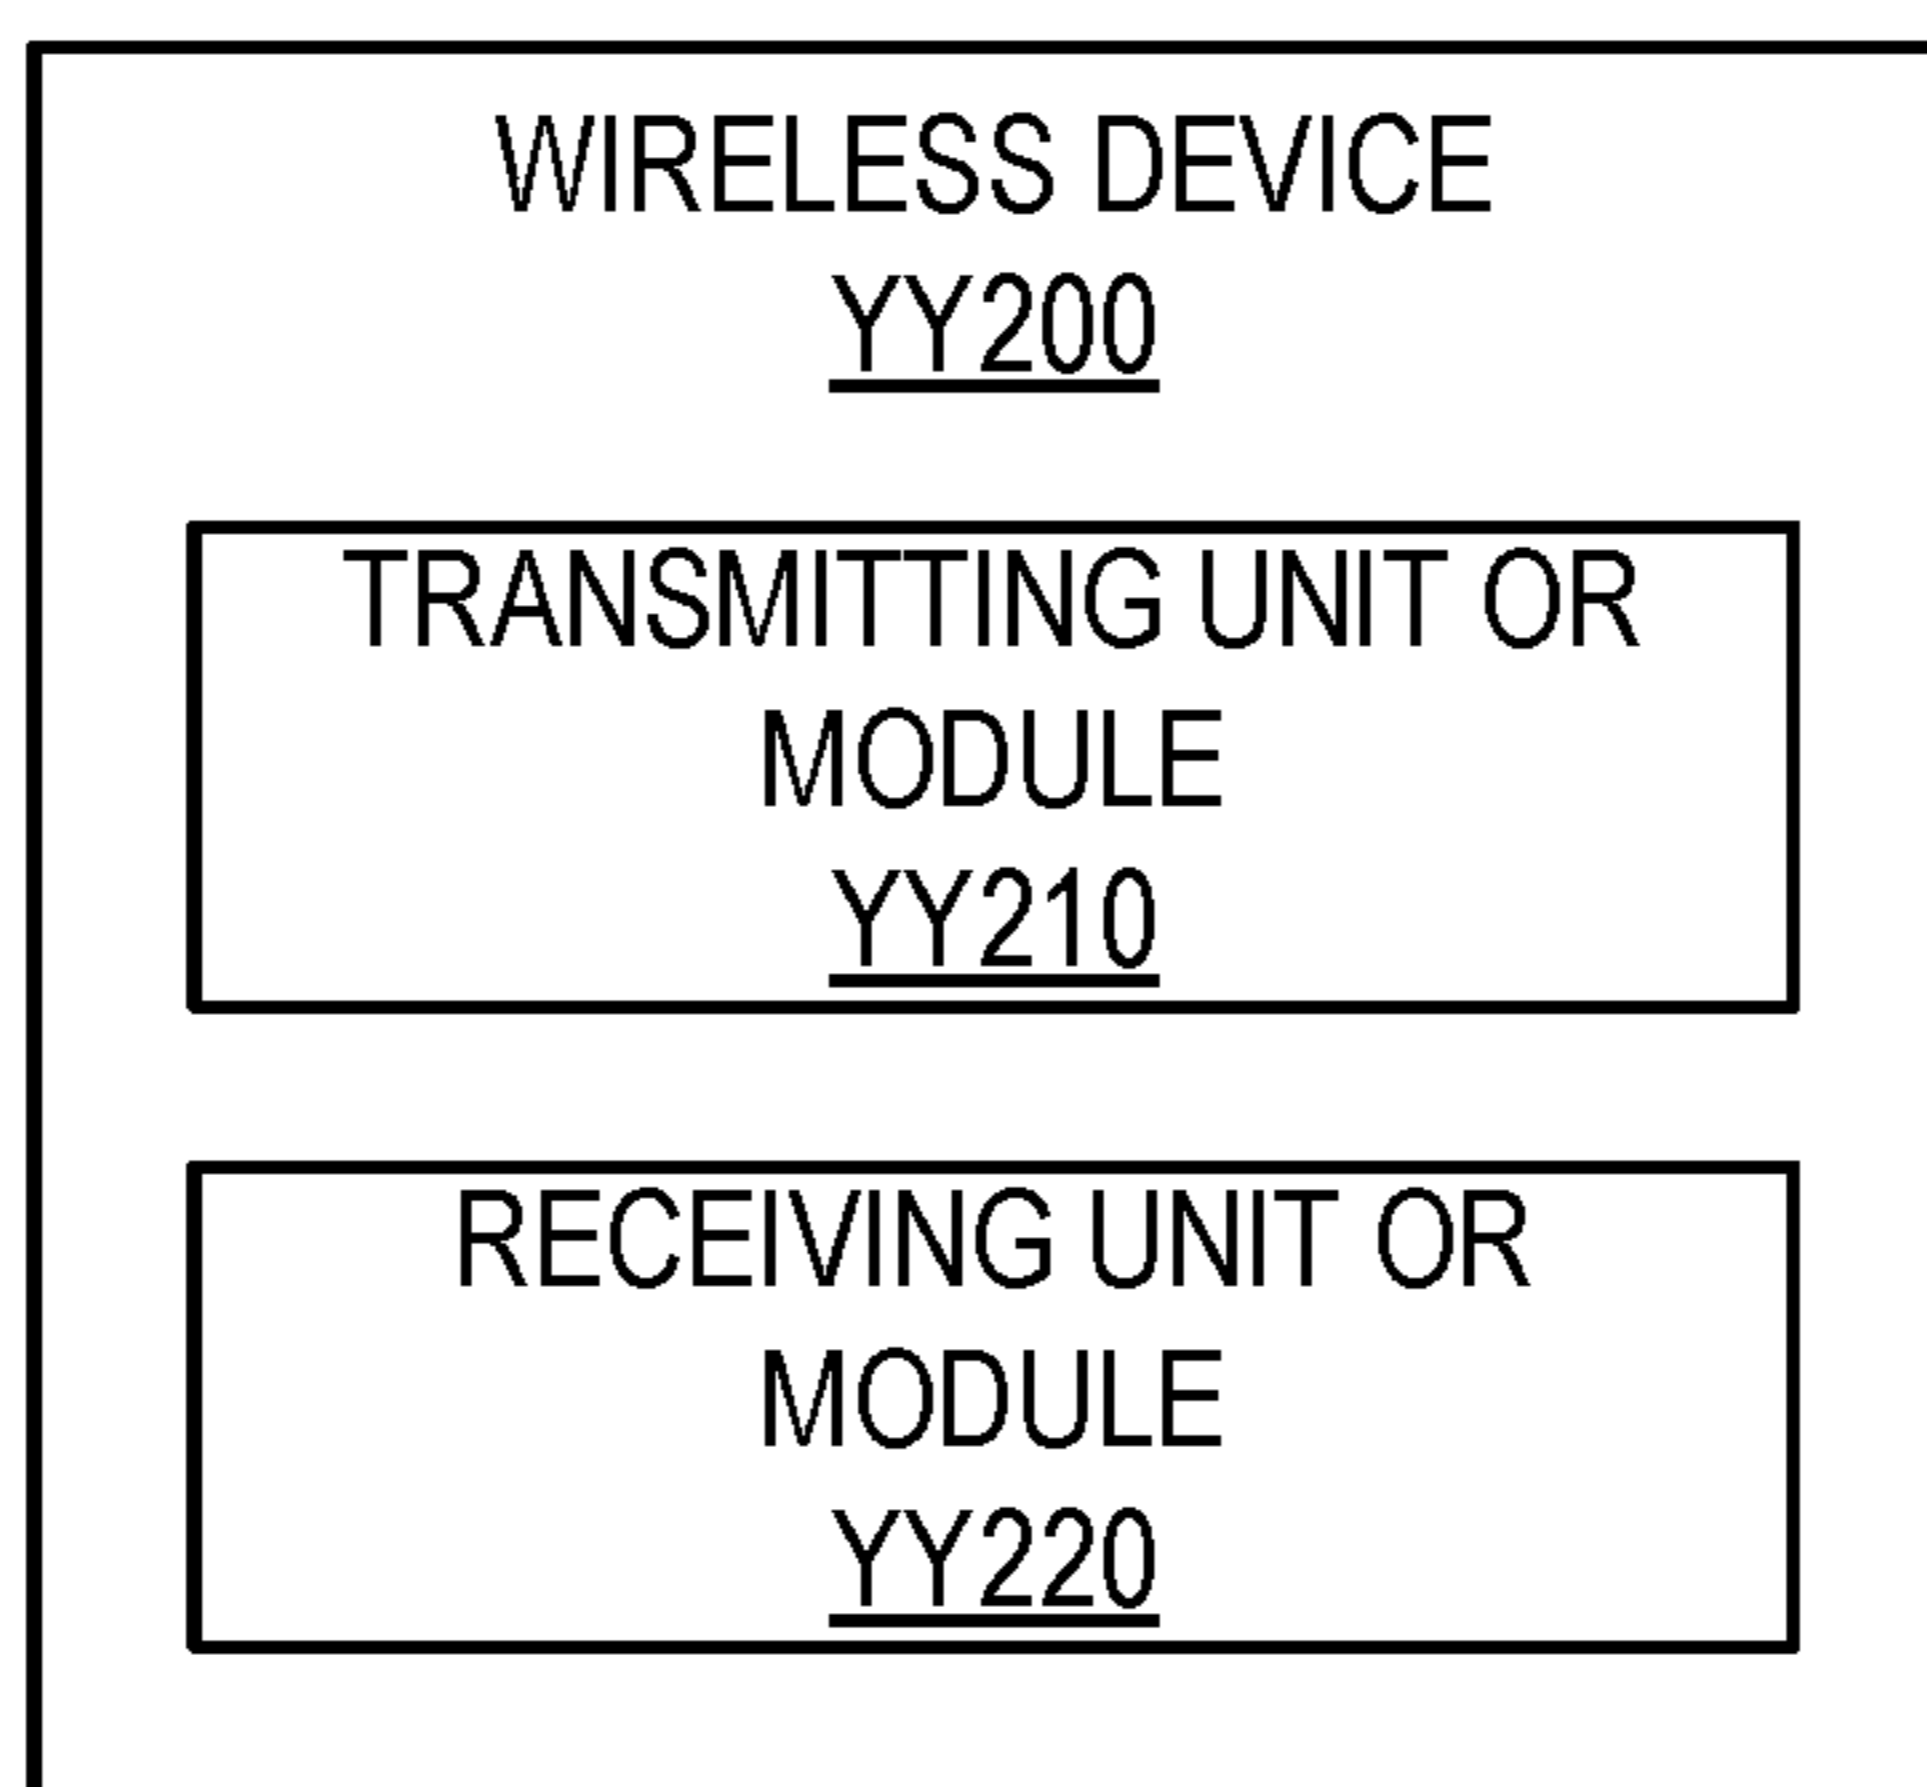 WIRELESS DEVICE
YY200
TRANSMITTING UNIT OR
MODULE
YY210
RECEIVING UNIT OR
MODULE
YY220